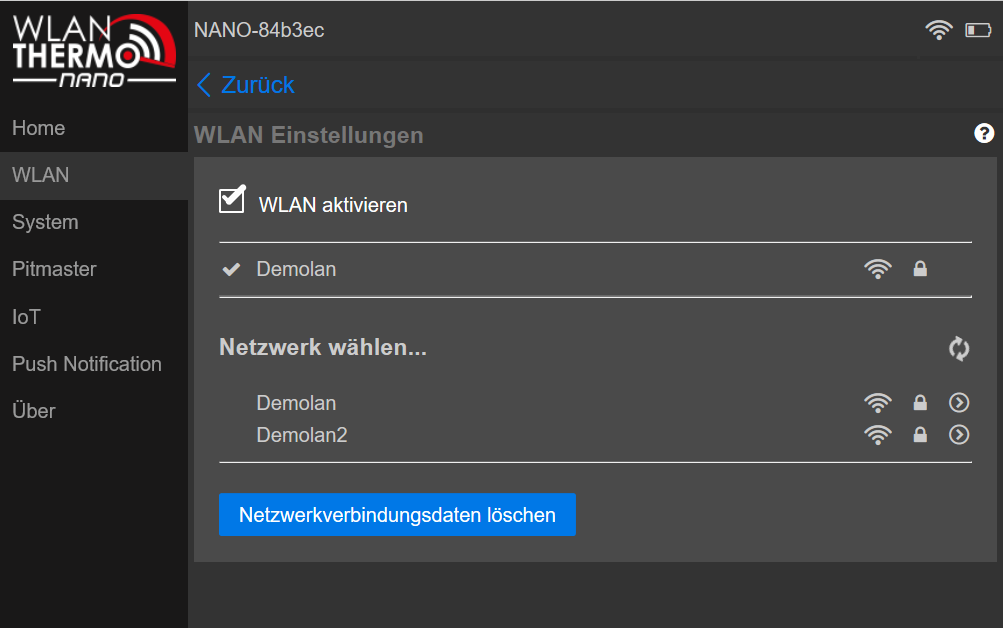 WLAN
THERMO
NANO
NANO-84b3ec
Zurück
Home
WLAN
System
Pitmaster
IoT
Push Notification
Über
WLAN Einstellungen
?
WLAN aktivieren
Demolan
Netzwerk wählen...
Demolan
Demolan2
Netzwerkverbindungsdaten löschen